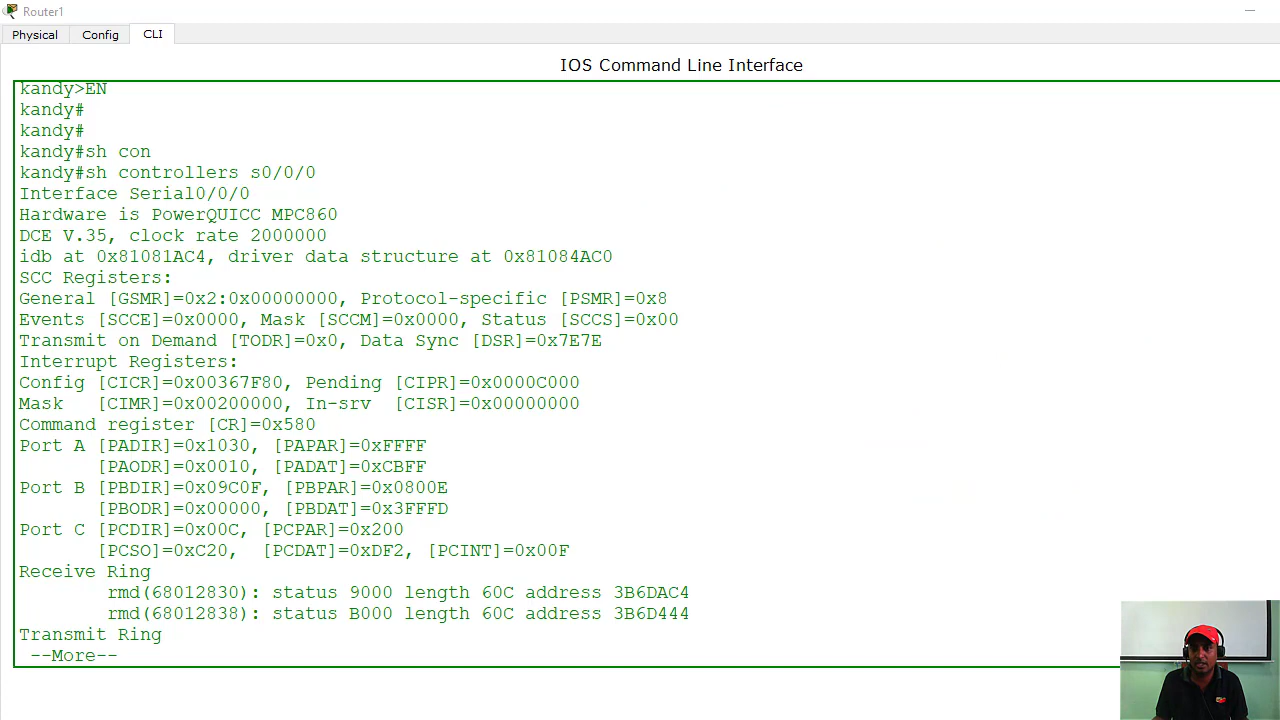 Router1
Physical Config CLI
IOS Command Line Interface
kandy>EN
kandy#
kandy#
kandy#sh con
kandy#sh controllers s0/0/0
Interface Serial0/0/0
Hardware is PowerQUICC MPC860
DCE V.35, clock rate 2000000
idb at 0x81081AC4, driver data structure at 0x81084AC0
SCC Registers:
General [GSMR]=0x2:0x00000000, Protocol-specific [PSMR]=0x8
Events [SCCE]=0x0000, Mask [SCCM]=0x0000, Status [SCCS]=0x00
Transmit on Demand [TODR]=0x0, Data Sync [DSR]=0x7E7E
Interrupt Registers:
Config [CICR]=0x00367F80, Pending [CIPR]=0x0000C000
Mask   [CIMR]=0x00200000, In-srv  [CISR]=0x00000000
Command register [CR]=0x580
Port A [PADIR]=0x1030, [PAPAR]=0xFFFF
       [PAODR]=0x0010, [PADAT]=0xCBFF
Port B [PBDIR]=0x09C0F, [PBPAR]=0x0800E
       [PBODR]=0x00000, [PBDAT]=0x3FFFD
Port C [PCDIR]=0x00C, [PCPAR]=0x200
       [PCSO]=0xC20,  [PCDAT]=0xDF2, [PCINT]=0x00F
Receive Ring
        rmd(68012830): status 9000 length 60C address 3B6DAC4
        rmd(68012838): status B000 length 60C address 3B6D444
Transmit Ring
 --More--